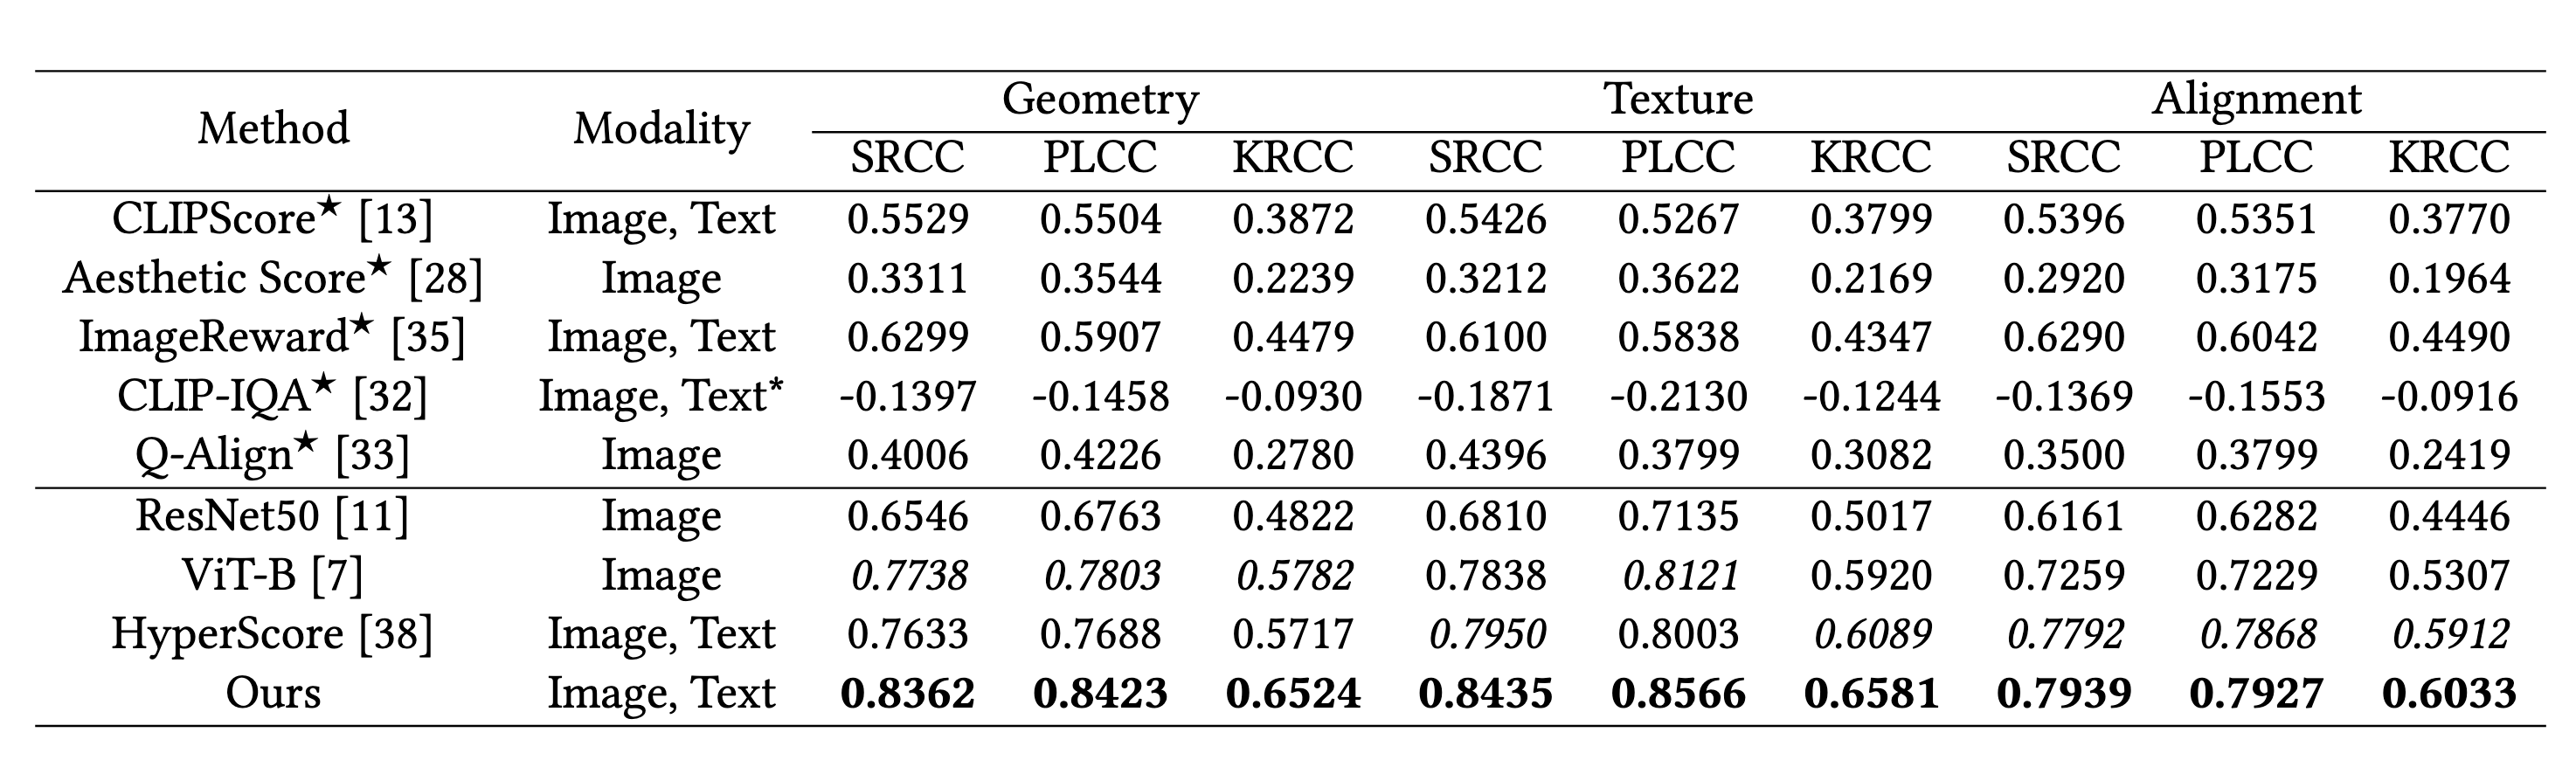 Method Modality Geometry Texture Alignment
SRCC PLCC KRCC SRCC PLCC KRCC SRCC PLCC KRCC
CLIPScore★ [13] Image, Text 0.5529 0.5504 0.3872 0.5426 0.5267 0.3799 0.5396 0.5351 0.3770
Aesthetic Score★ [28] Image 0.3311 0.3544 0.2239 0.3212 0.3622 0.2169 0.2920 0.3175 0.1964
ImageReward★ [35] Image, Text 0.6299 0.5907 0.4479 0.6100 0.5838 0.4347 0.6290 0.6042 0.4490
CLIP-IQA★ [32] Image, Text* -0.1397 -0.1458 -0.0930 -0.1871 -0.2130 -0.1244 -0.1369 -0.1553 -0.0916
Q-Align★ [33] Image 0.4006 0.4226 0.2780 0.4396 0.3799 0.3082 0.3500 0.3799 0.2419
ResNet50 [11] Image 0.6546 0.6763 0.4822 0.6810 0.7135 0.5017 0.6161 0.6282 0.4446
ViT-B [7] Image 0.7738 0.7803 0.5782 0.7838 0.8121 0.5920 0.7259 0.7229 0.5307
HyperScore [38] Image, Text 0.7633 0.7688 0.5717 0.7950 0.8003 0.6089 0.7792 0.7868 0.5912
Ours Image, Text 0.8362 0.8423 0.6524 0.8435 0.8566 0.6581 0.7939 0.7927 0.6033